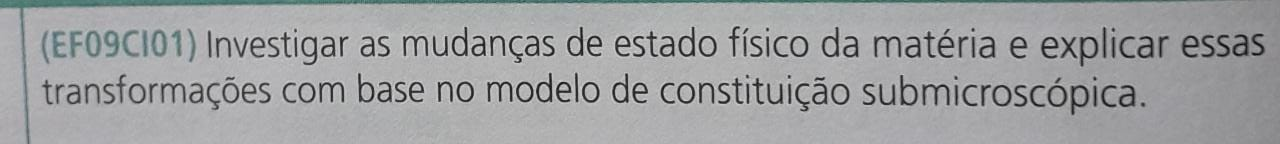 (EF09CI01) Investigar as mudanças de estado físico da matéria e explicar essas
transformações com base no modelo de constituição submicroscópica.